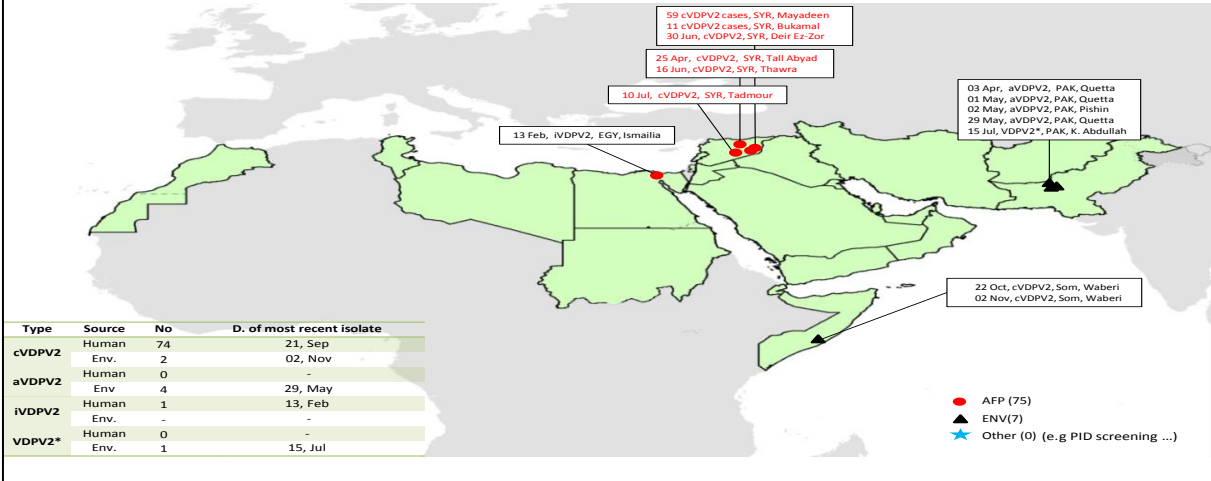 59 cVDPV2 cases, SYR, Mayadeen
11 cVDPV2 cases, SYR, Bukamal
30 Jun, cVDPV2, SYR, Deir Ez-Zor
25 Apr, cVDPV2, SYR, Tall Abyad
16 Jun, cVDPV2, SYR, Thawra
10 Jul, cVDPV2, SYR, Tadmour
13 Feb, iVDPV2, EGY, Ismailia
03 Apr, aVDPV2, PAK, Quetta
01 May, aVDPV2, PAK, Quetta
02 May, aVDPV2, PAK, Pishin
29 May, aVDPV2, PAK, Quetta
15 Jul, VDPV2*, PAK, K. Abdullah
22 Oct, cVDPV2, Som, Waberi
02 Nov, cVDPV2, Som, Waberi
Type Source No D. of most recent isolate
cVDPV2 Human 74 21, Sep
Env. 2 02, Nov
aVDPV2 Human 0 -
Env 4 29, May
iVDPV2 Human 1 13, Feb
Env. - -
VDPV2* Human 0 -
Env. 1 15, Jul
AFP (75)
ENV(7)
Other (0) (e.g PID screening ...)